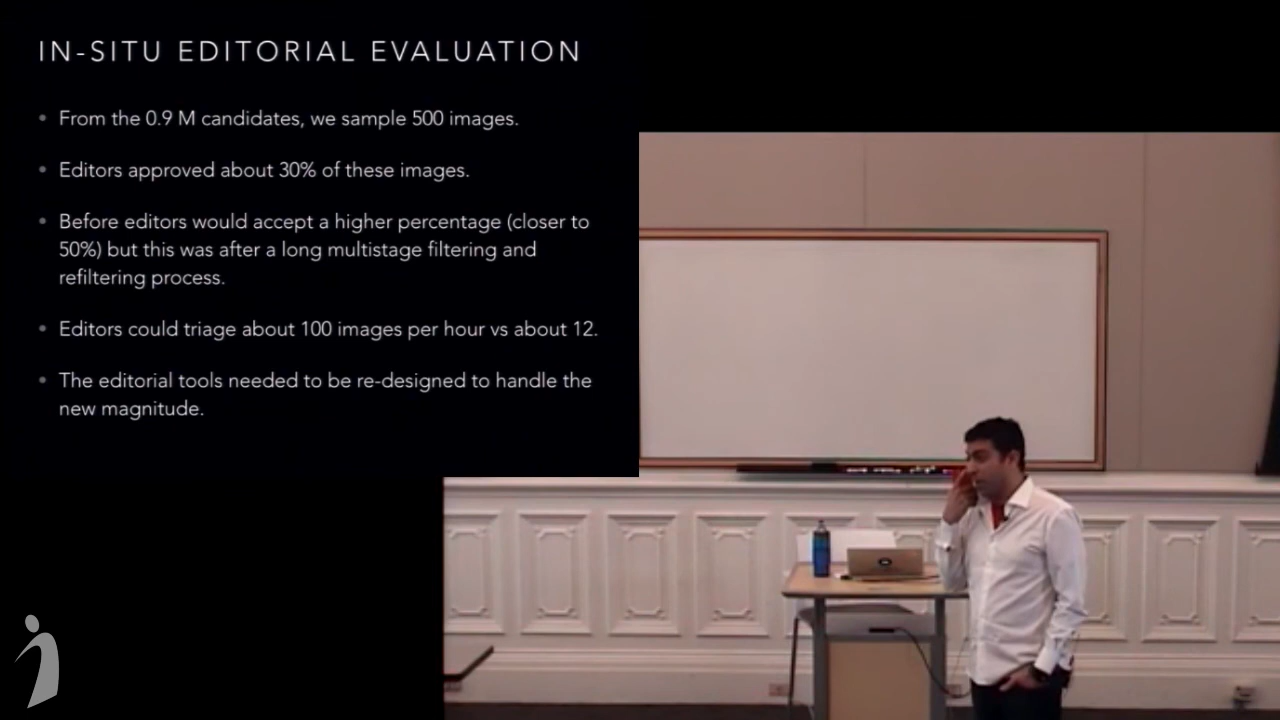 IN-SITU EDITORIAL EVALUATION
• From the 0.9 M candidates, we sample 500 images.
• Editors approved about 30% of these images.
• Before editors would accept a higher percentage (closer to
50%) but this was after a long multistage filtering and
refiltering process.
• Editors could triage about 100 images per hour vs about 12.
• The editorial tools needed to be re-designed to handle the
new magnitude.